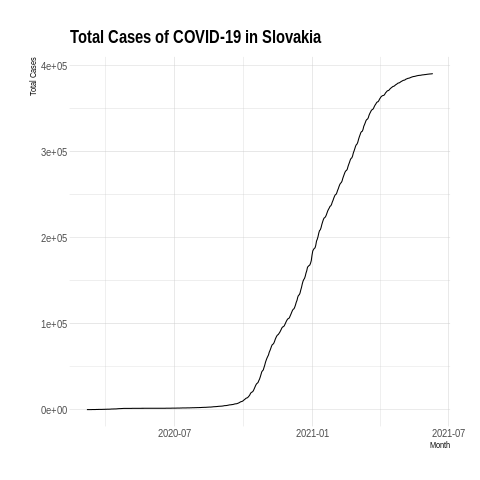 Total Cases of COVID-19 in Slovakia
Total Cases
4e+05
3e+05
2e+05
1e+05
0e+00
2020-07
2021-01
2021-07
Month